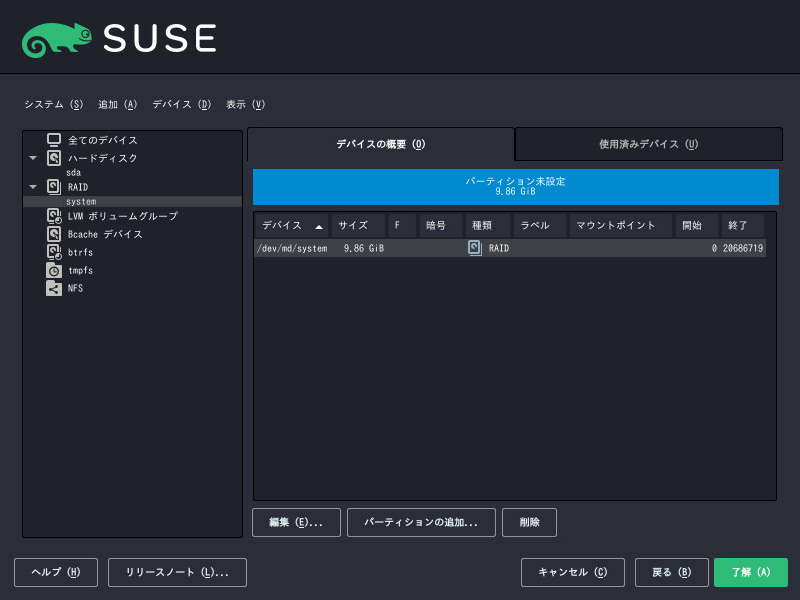 SUSE
システム (S) 追加 (A) デバイス (D) 表示 (V)
全てのデバイス
ハードディスク
sda
RAID
system
LVM ボリュームグループ
Bcache デバイス
btrfs
tmpfs
NFS
デバイスの概要 (O) 使用済みデバイス (U)
パーティション未設定
9.86 GiB
デバイス サイズ F 暗号 種類 ラベル マウントポイント 開始 終了
/dev/md/system 9.86 GiB RAID 0 20686719
編集 (E)... パーティションの追加... 削除
ヘルプ (H) リリースノート (L)... キャンセル (C) 戻る (B) 了解 (A)